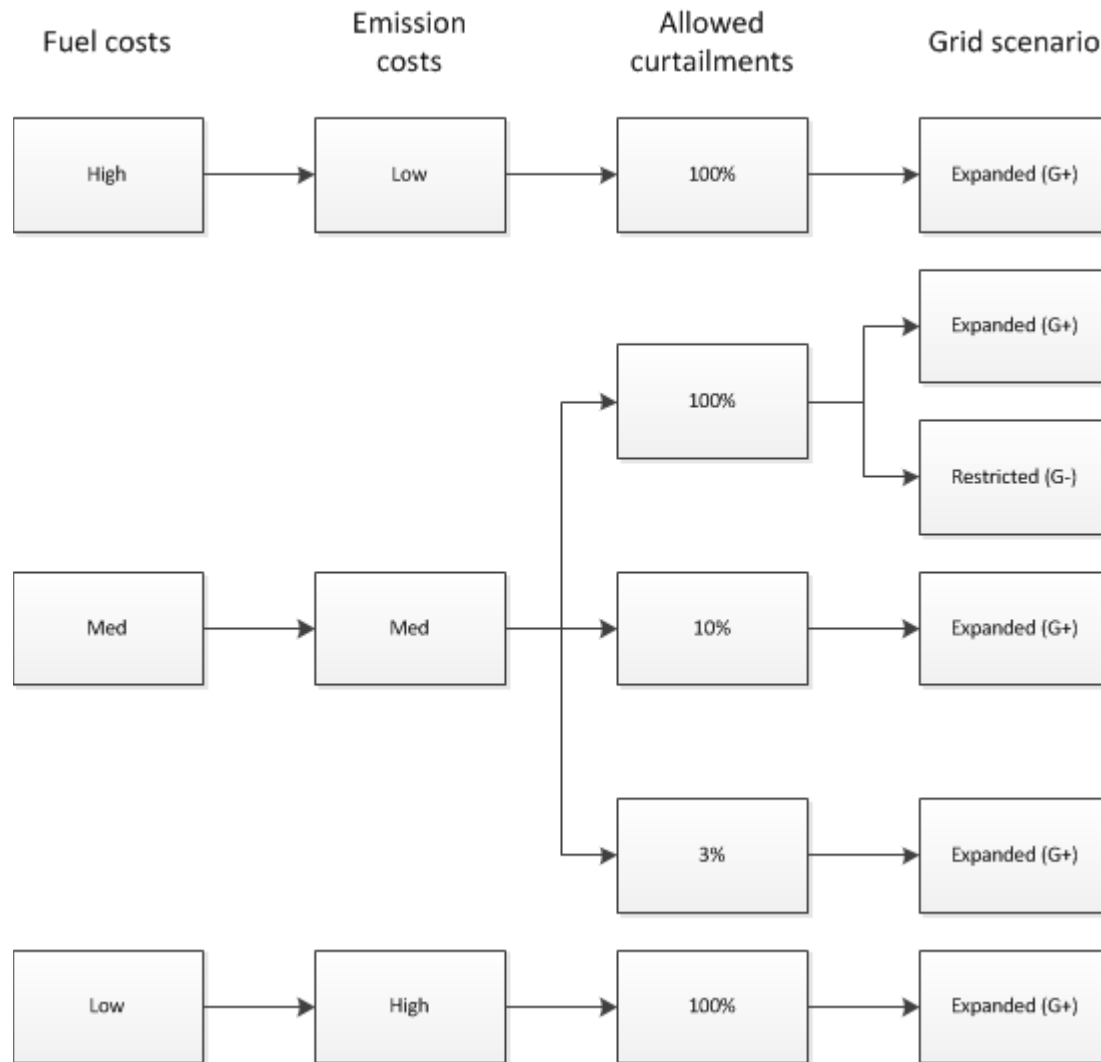 Fuel costs
Emission
costs
Allowed
curtailments
Grid scenario
High
Low
100%
Expanded (G+)
Expanded (G+)
100%
Restricted (G-)
Med
Med
10%
Expanded (G+)
3%
Expanded (G+)
Low
High
100%
Expanded (G+)